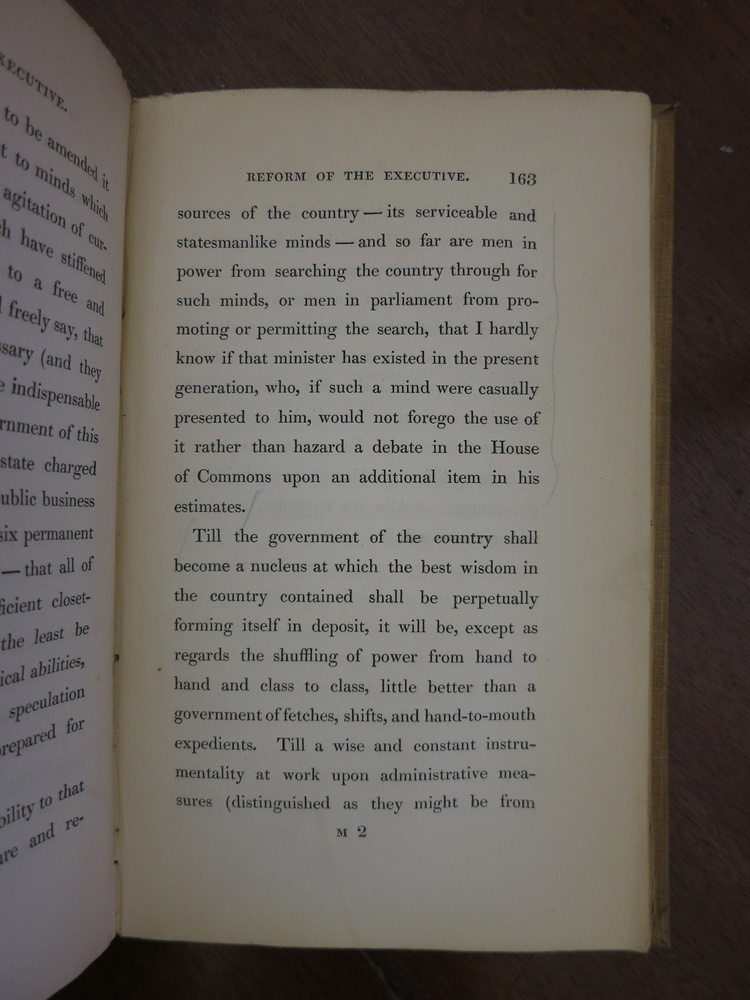 XECUTIVE.
to be amended it
t to minds which
agitation of cur-
h have stiffened
to a free and
freely say, that
ssary (and they
e indispensable
rnment of this
state charged
ublic business
six permanent
— that all of
ficient closet-
the least be
ical abilities,
speculation
repared for
bility to that
are and re-
REFORM OF THE EXECUTIVE. 163
sources of the country — its serviceable and
statesmanlike minds — and so far are men in
power from searching the country through for
such minds, or men in parliament from pro-
moting or permitting the search, that I hardly
know if that minister has existed in the present
generation, who, if such a mind were casually
presented to him, would not forego the use of
it rather than hazard a debate in the House
of Commons upon an additional item in his
estimates.
Till the government of the country shall
become a nucleus at which the best wisdom in
the country contained shall be perpetually
forming itself in deposit, it will be, except as
regards the shuffling of power from hand to
hand and class to class, little better than a
government of fetches, shifts, and hand-to-mouth
expedients. Till a wise and constant instru-
mentality at work upon administrative mea-
sures (distinguished as they might be from
M 2